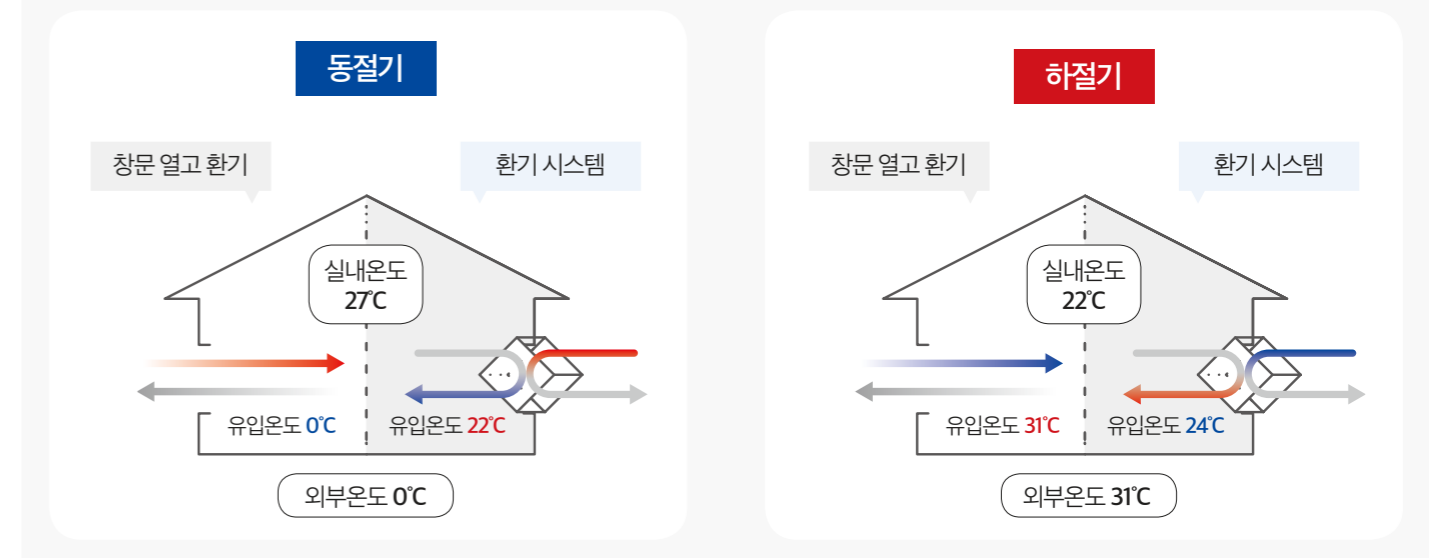 동절기
창문 열고 환기
환기 시스템
실내온도
27℃
유입온도 0℃
유입온도 22℃
외부온도 0℃
하절기
창문 열고 환기
환기 시스템
실내온도
22℃
유입온도 31℃
유입온도 24℃
외부온도 31℃